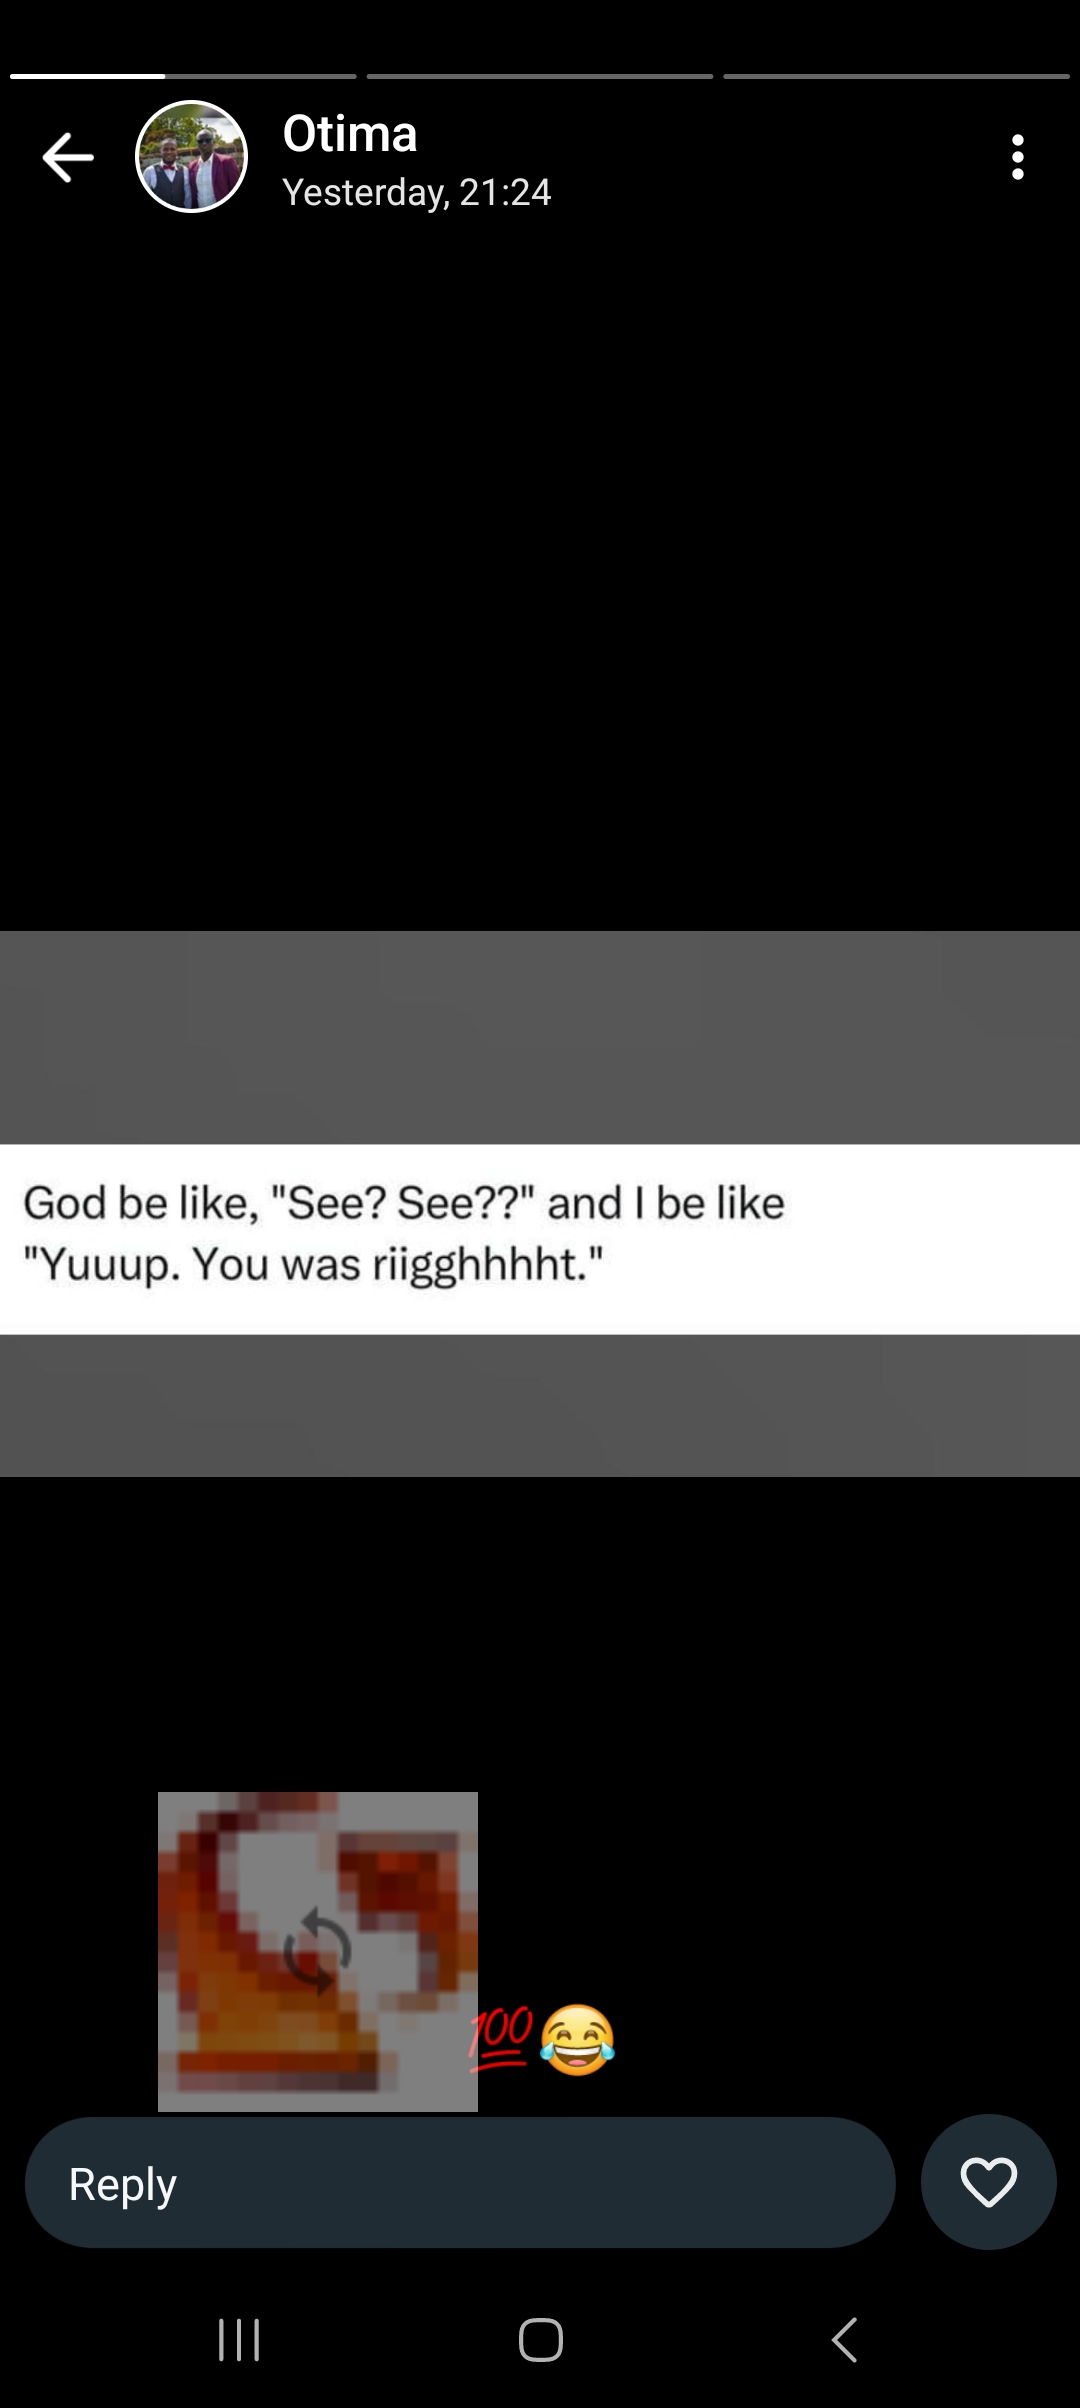 Otima
Yesterday, 21:24
God be like, "See? See??" and I be like
"Yuuup. You was riigghhhht."
💯😂
Reply